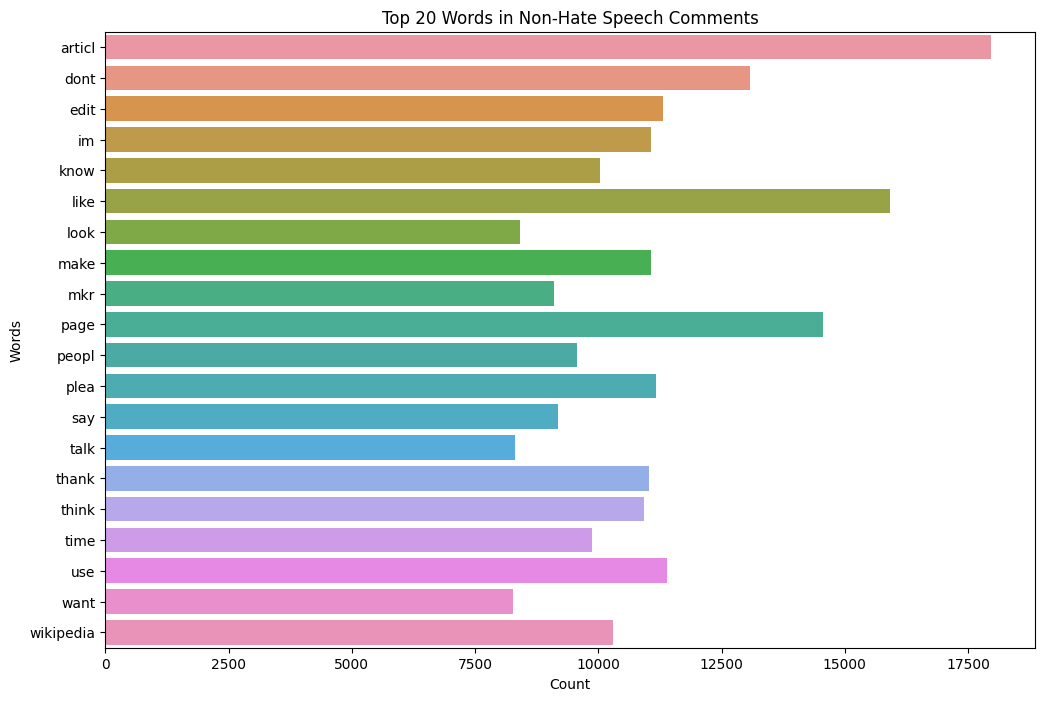 Top 20 Words in Non-Hate Speech Comments
Words
articl
dont
edit
im
know
like
look
make
mkr
page
peopl
plea
say
talk
thank
think
time
use
want
wikipedia
0 2500 5000 7500 10000 12500 15000 17500
Count